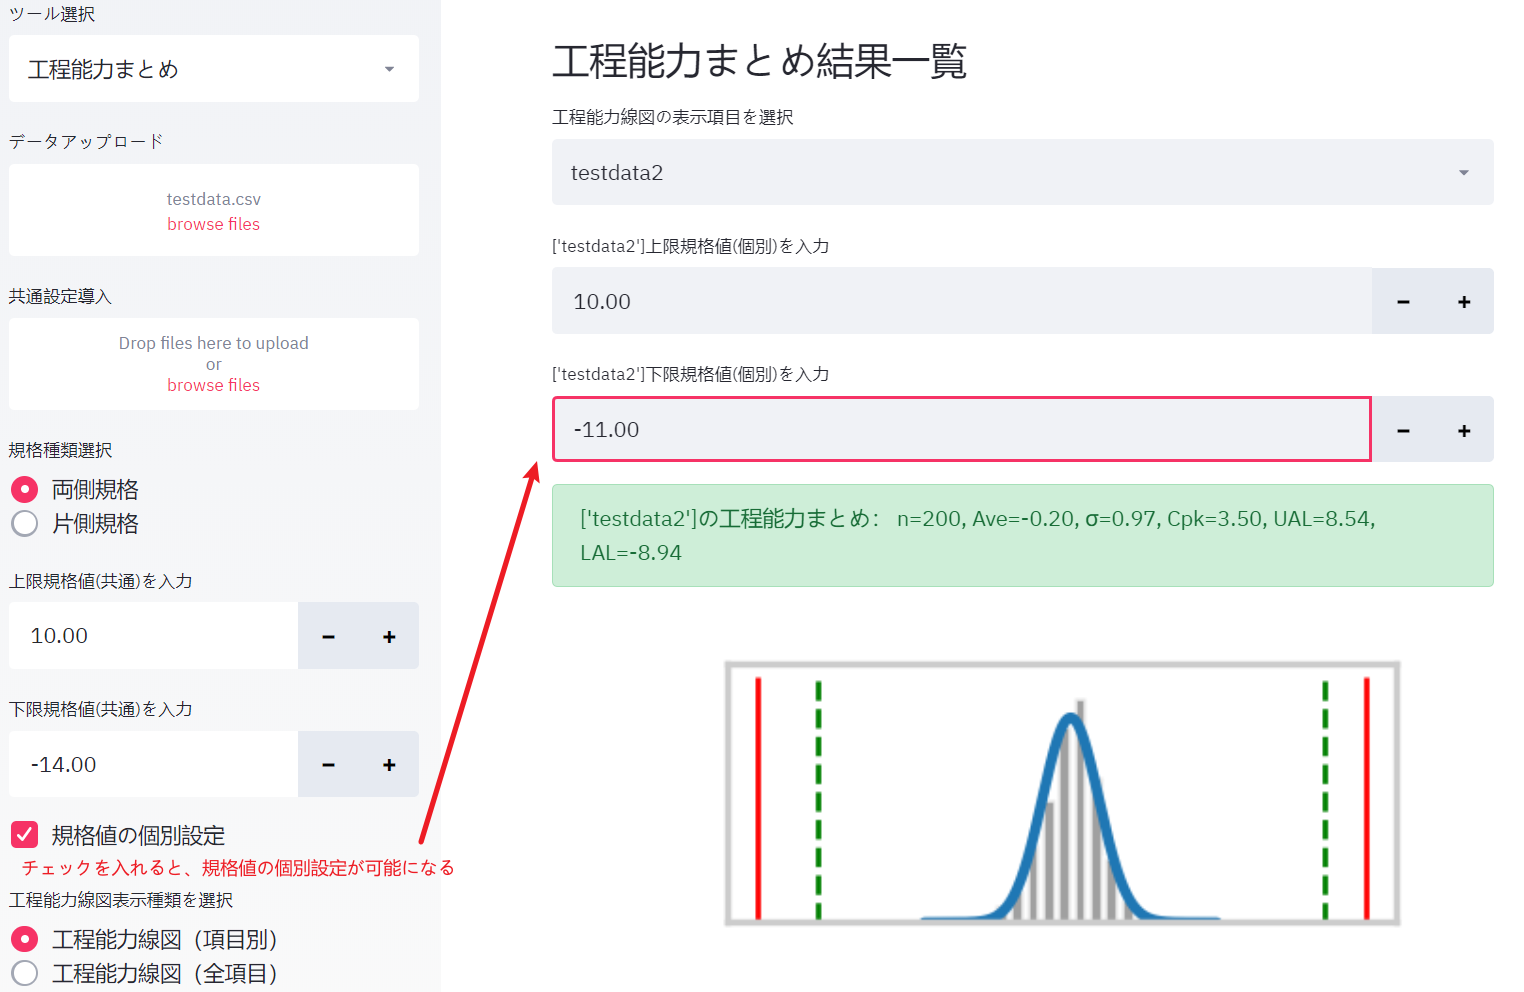 ツール選択
工程能力まとめ
データアップロード
testdata.csv
browse files
共通設定導入
Drop files here to upload
or
browse files
規格種類選択
両側規格
片側規格
上限規格値(共通)を入力
10.00
下限規格値(共通)を入力
-14.00
規格値の個別設定
チェックを入れると、規格値の個別設定が可能になる
工程能力線図表示種類を選択
工程能力線図（項目別）
工程能力線図（全項目）
工程能力まとめ結果一覧
工程能力線図の表示項目を選択
testdata2
['testdata2']上限規格値(個別)を入力
10.00
['testdata2']下限規格値(個別)を入力
-11.00
['testdata2']の工程能力まとめ： n=200, Ave=-0.20, σ=0.97, Cpk=3.50, UAL=8.54,
LAL=-8.94